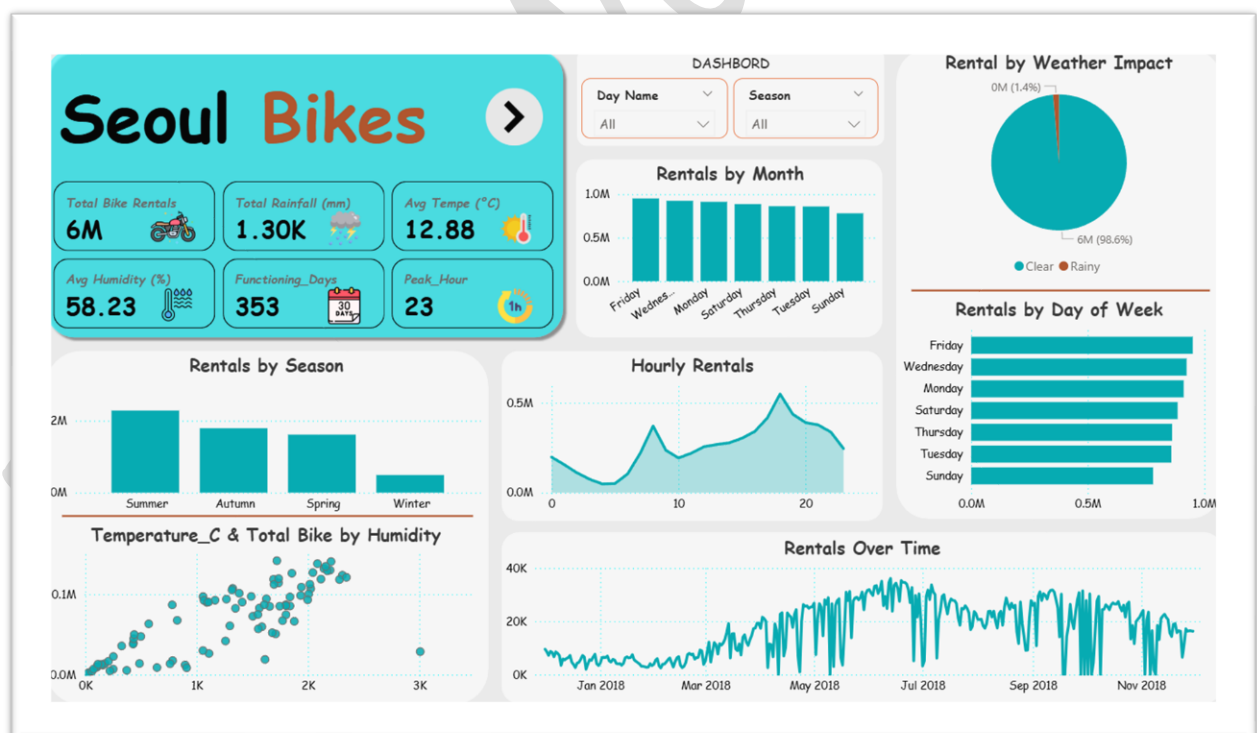 Seoul Bikes
Total Bike Rentals
6M
Total Rainfall (mm)
1.30K
Avg Tempe (°C)
12.88
Avg Humidity (%)
58.23
Functioning_Days
353
30
DAYS
Peak_Hour
23
1h
DASHBORD
Day Name
All
Season
All
Rentals by Month
1.0M
0.5M
0.0M
Friday
Wednes...
Monday
Saturday
Thursday
Tuesday
Sunday
Rental by Weather Impact
0M (1.4%)
6M (98.6%)
Clear Rainy
Rentals by Day of Week
Friday
Wednesday
Monday
Saturday
Thursday
Tuesday
Sunday
0.0M 0.5M 1.0M
Rentals by Season
2M
0M
Summer Autumn Spring Winter
Hourly Rentals
0.5M
0.0M
0 10 20
Temperature_C & Total Bike by Humidity
0.1M
0.0M
0K 1K 2K 3K
Rentals Over Time
40K
20K
0K
Jan 2018 Mar 2018 May 2018 Jul 2018 Sep 2018 Nov 2018